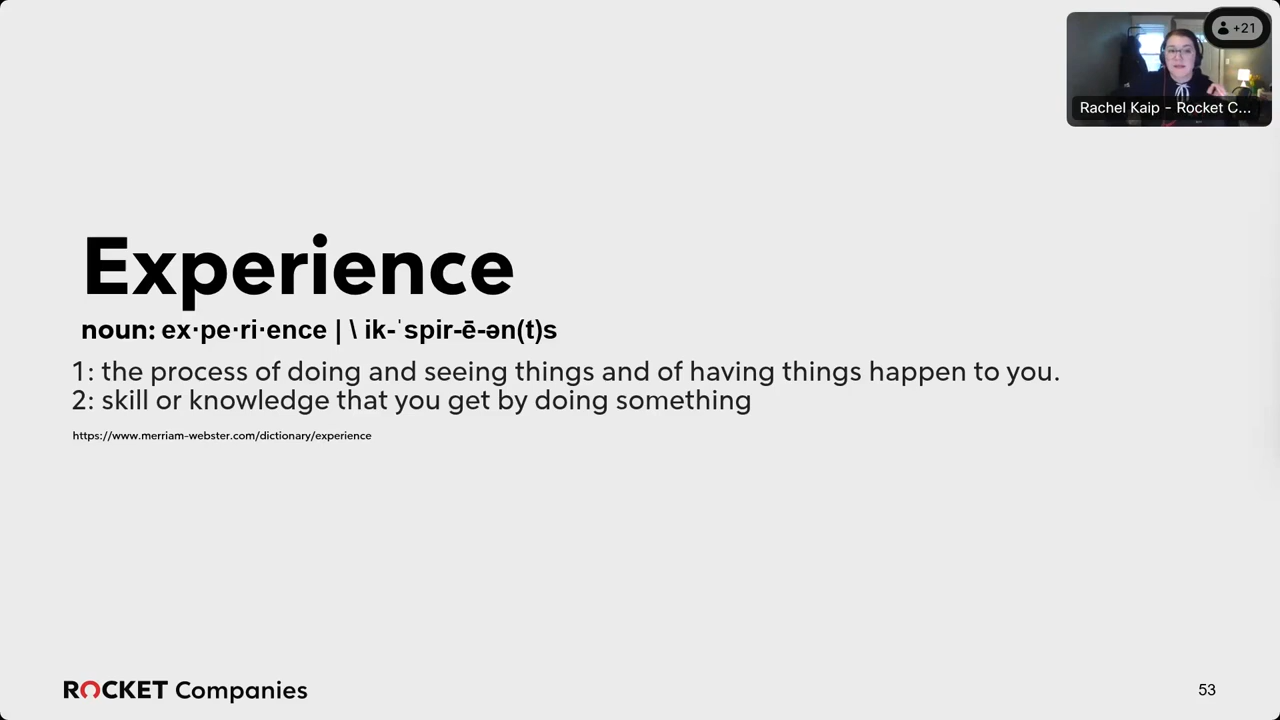 +21
Rachel Kaip - Rocket C...
Experience
noun: ex·pe·ri·ence | \ ik-ˈspir-ē-ən(t)s
1: the process of doing and seeing things and of having things happen to you.
2: skill or knowledge that you get by doing something
https://www.merriam-webster.com/dictionary/experience
ROCKET Companies
53